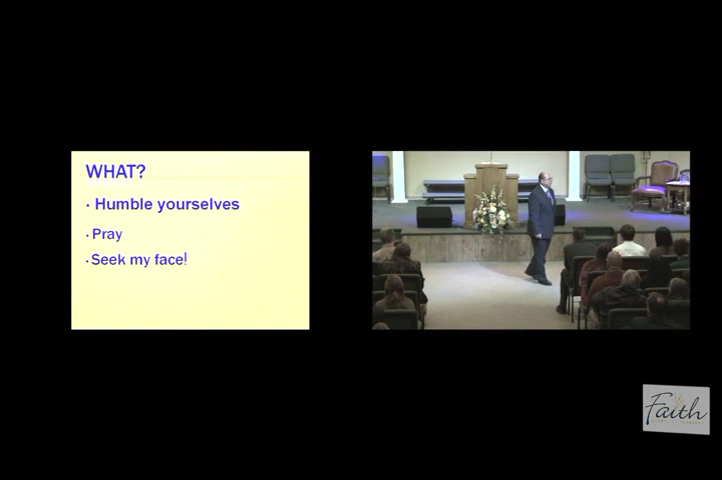 WHAT?
· Humble yourselves
· Pray
· Seek my face!
Faith